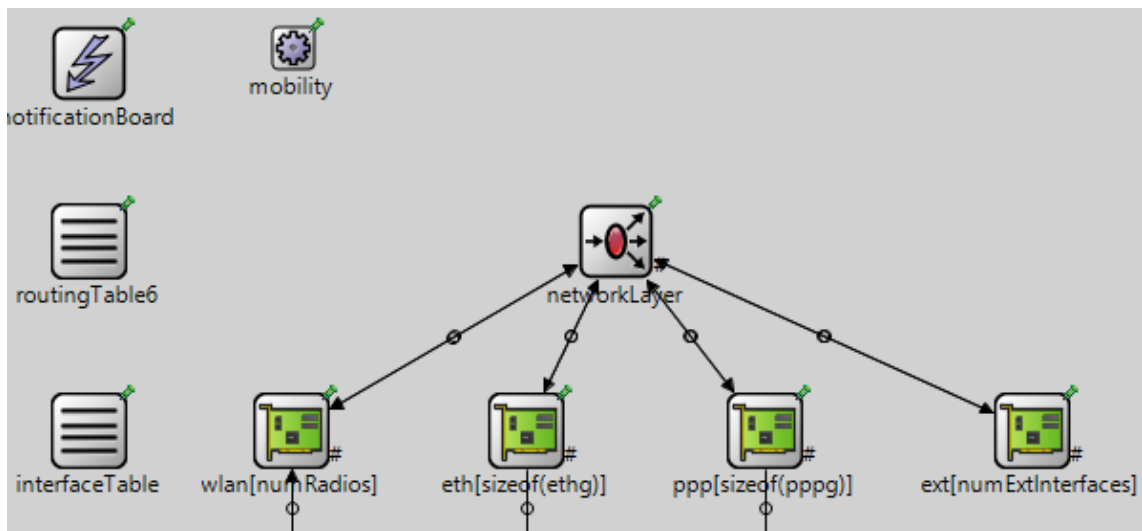 notificationBoard
mobility
routingTable6
networkLayer
#
interfaceTable
wlan[numRadios]
#
eth[sizeof(ethg)]
#
ppp[sizeof(pppg)]
#
ext[numExtInterfaces]
#